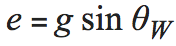 e = g sin θ_W